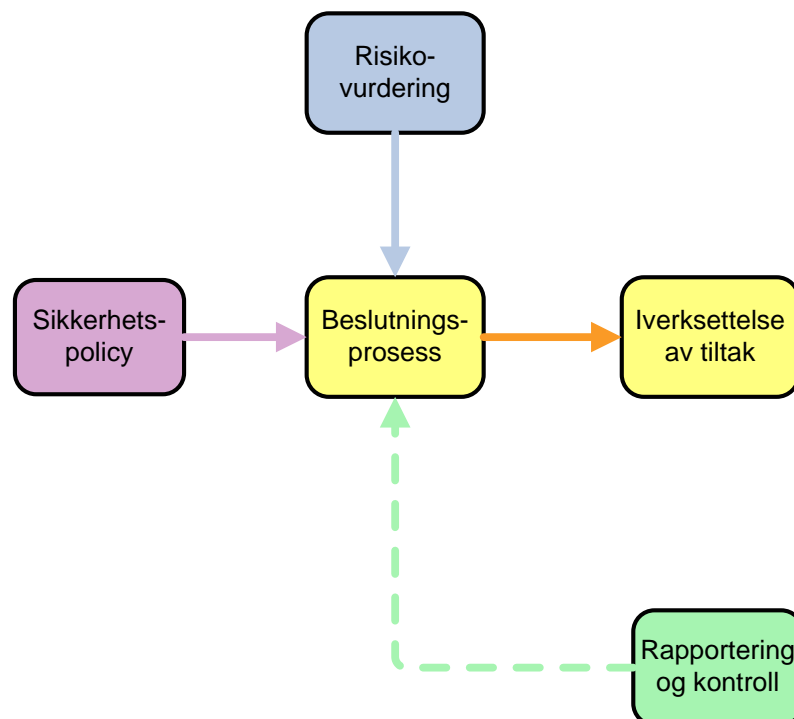 Risiko-
vurdering
Sikkerhets-
policy
Beslutnings-
prosess
Iverksettelse
av tiltak
Rapportering
og kontroll